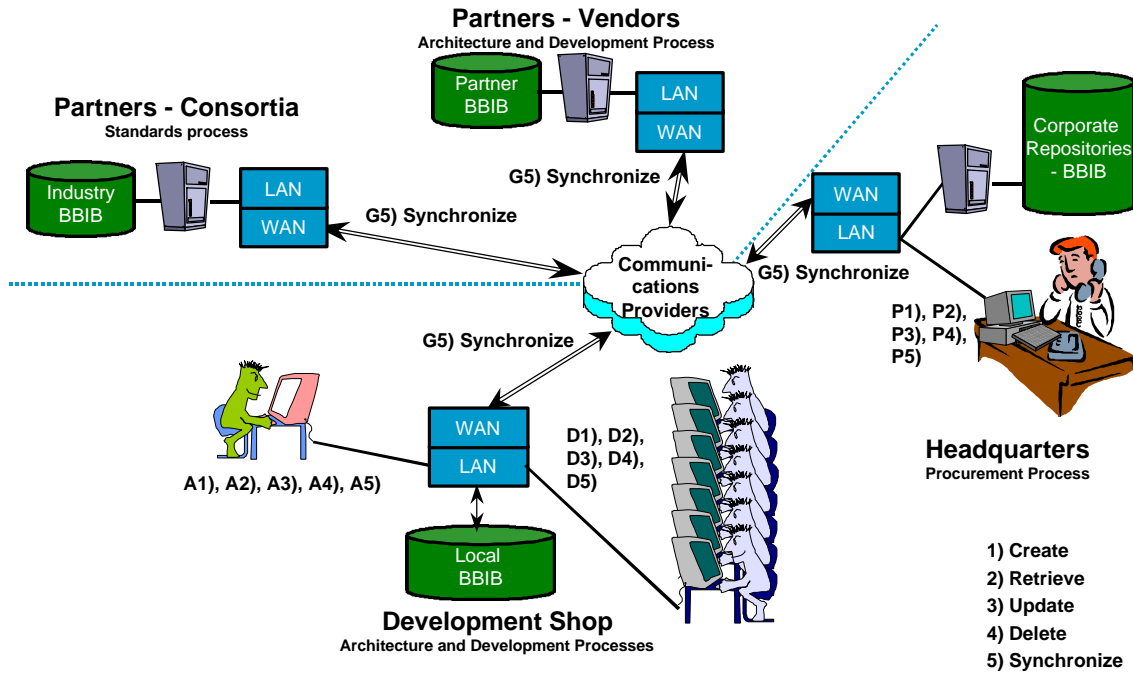 Partners - Vendors
Architecture and Development Process
Partner
BBIB
LAN
WAN
Partners - Consortia
Standards process
Industry
BBIB
LAN
WAN
G5) Synchronize
G5) Synchronize
Corporate
Repositories
- BBIB
WAN
LAN
G5) Synchronize
Communi-
cations
Providers
P1), P2),
P3), P4),
P5)
Headquarters
Procurement Process
G5) Synchronize
WAN
LAN
A1), A2), A3), A4), A5)
D1), D2),
D3), D4),
D5)
Local
BBIB
Development Shop
Architecture and Development Processes
1) Create
2) Retrieve
3) Update
4) Delete
5) Synchronize